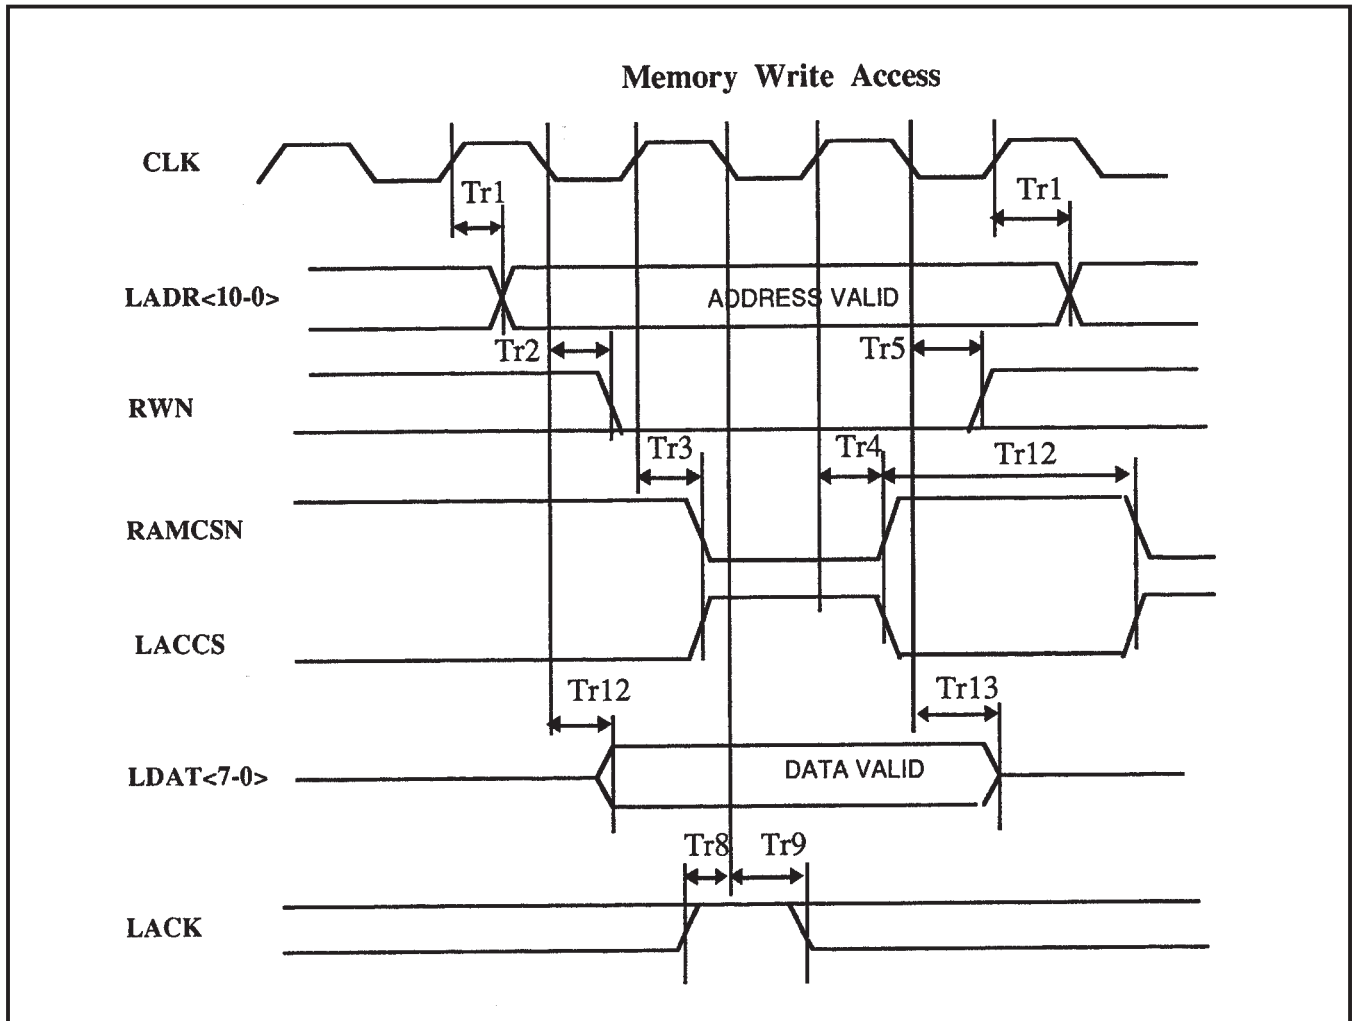 Memory Write Access
CLK
Tr1
Tr1
LADR<10-0>
ADDRESS VALID
Tr2
Tr5
RWN
Tr3
Tr4
Tr12
RAMCSN
LACCS
Tr12
Tr13
LDAT<7-0>
DATA VALID
Tr8
Tr9
LACK